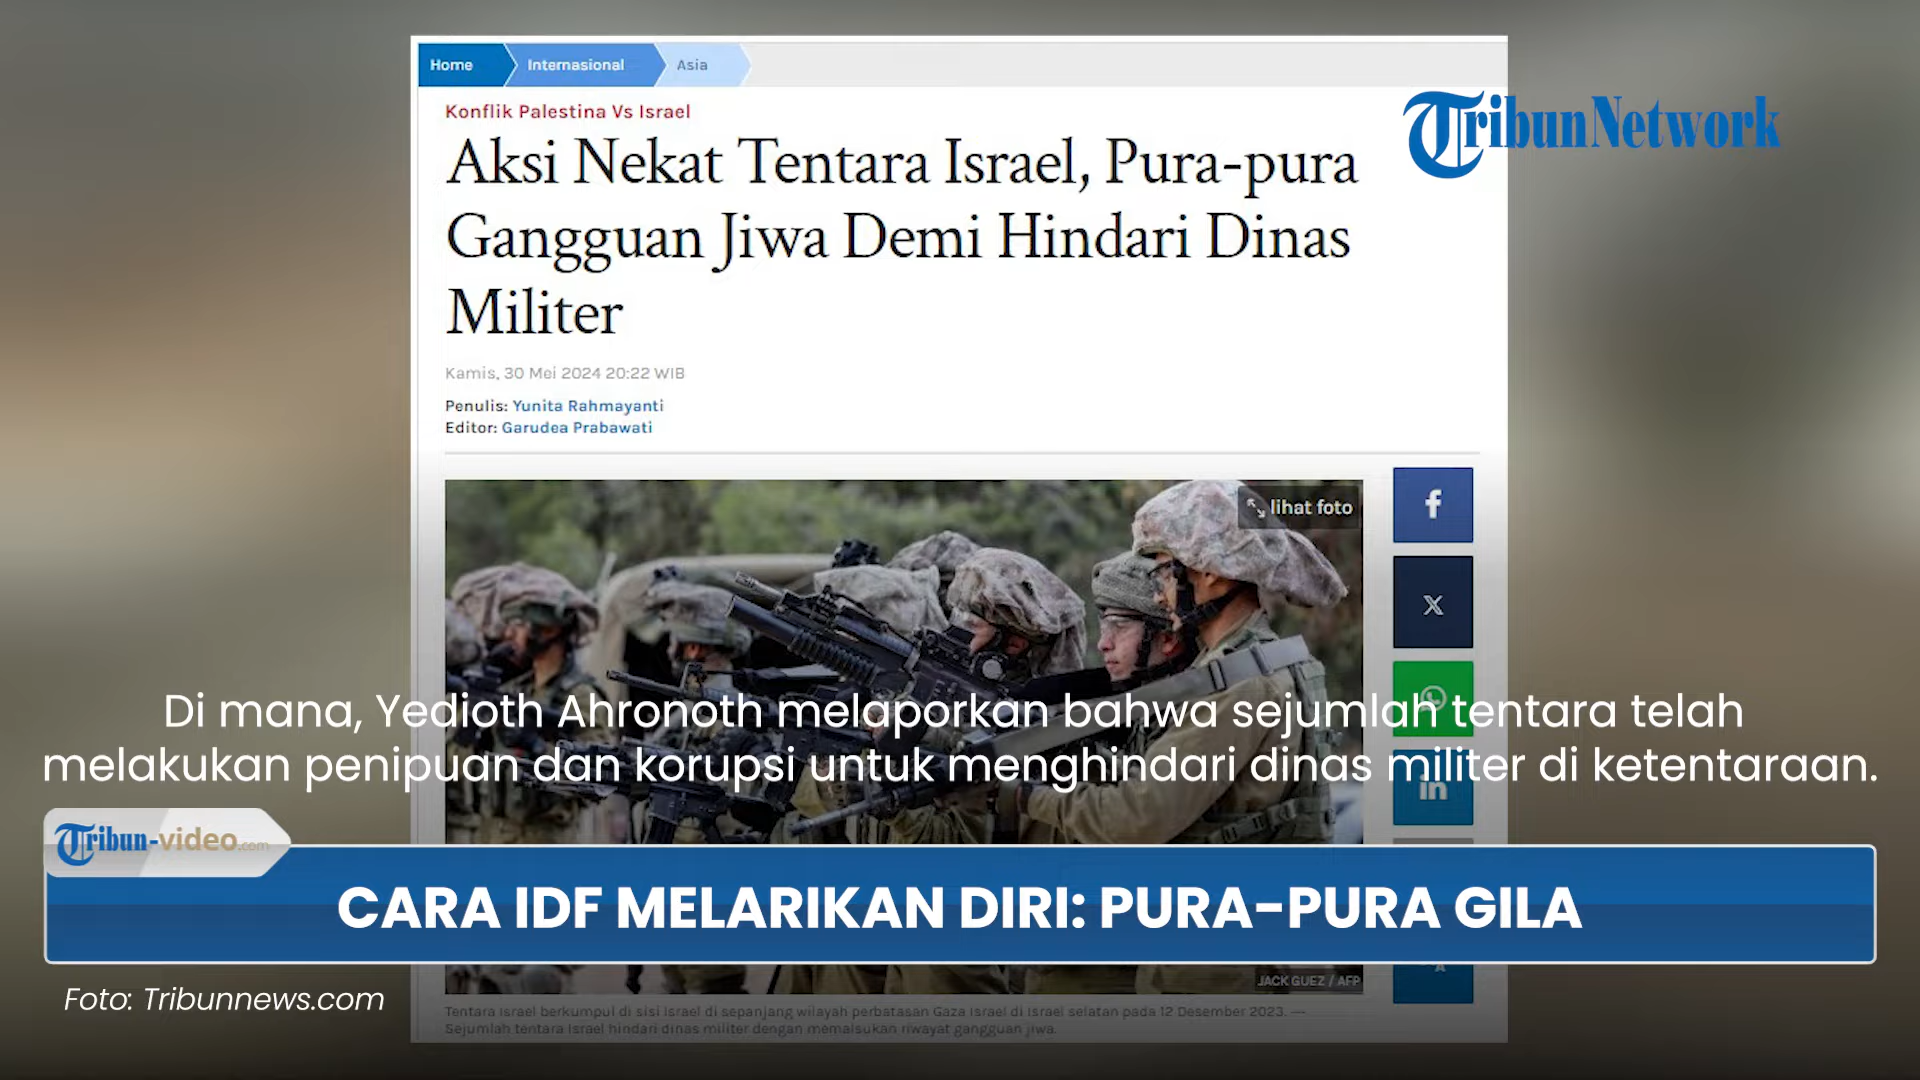 Home
Internasional
Asia
Konflik Palestina Vs Israel
TribunNetwork
Aksi Nekat Tentara Israel, Pura-pura
Gangguan Jiwa Demi Hindari Dinas
Militer
Kamis, 30 Mei 2024 20:22 WIB
Penulis: Yunita Rahmayanti
Editor: Garudea Prabawati
lihat foto
f
X
Di mana, Yedioth Ahronoth melaporkan bahwa sejumlah tentara telah
melakukan penipuan dan korupsi untuk menghindari dinas militer di ketentaraan.
in
Tribun-video.com
CARA IDF MELARIKAN DIRI: PURA-PURA GILA
JACK GUEZ / AFP
A
Foto: Tribunnews.com
Tentara Israel berkumpul di sisi Israel di sepanjang wilayah perbatasan Gaza Israel di Israel selatan pada 12 Desember 2023. —
Sejumlah tentara Israel hindari dinas militer dengan memalsukan riwayat gangguan jiwa.